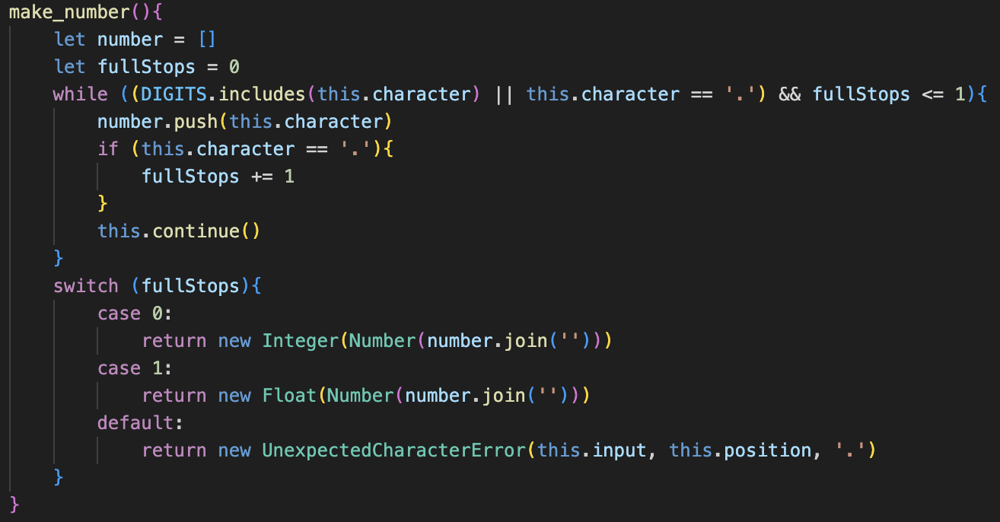 make_number(){
    let number = []
    let fullStops = 0
    while ((DIGITS.includes(this.character) || this.character == '.') && fullStops <= 1){
        number.push(this.character)
        if (this.character == '.'){
            fullStops += 1
        }
        this.continue()
    }
    switch (fullStops){
        case 0:
            return new Integer(Number(number.join('')))
        case 1:
            return new Float(Number(number.join('')))
        default:
            return new UnexpectedCharacterError(this.input, this.position, '.')
    }
}